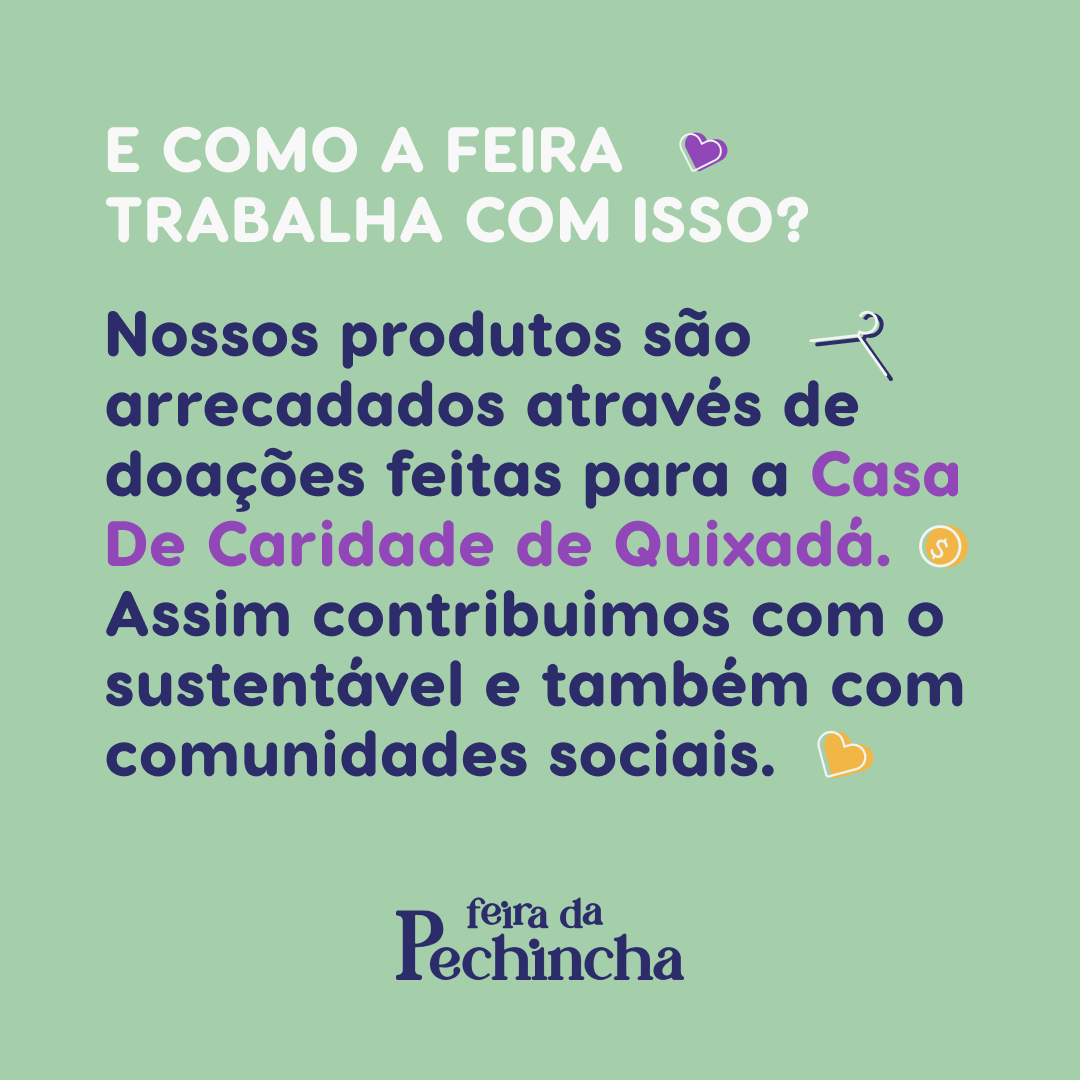 E COMO A FEIRA
TRABALHA COM ISSO?
Nossos produtos são
arrecadados através de
doações feitas para a Casa
De Caridade de Quixadá.
Assim contribuimos com o
sustentável e também com
comunidades sociais.
feira da
Pechincha